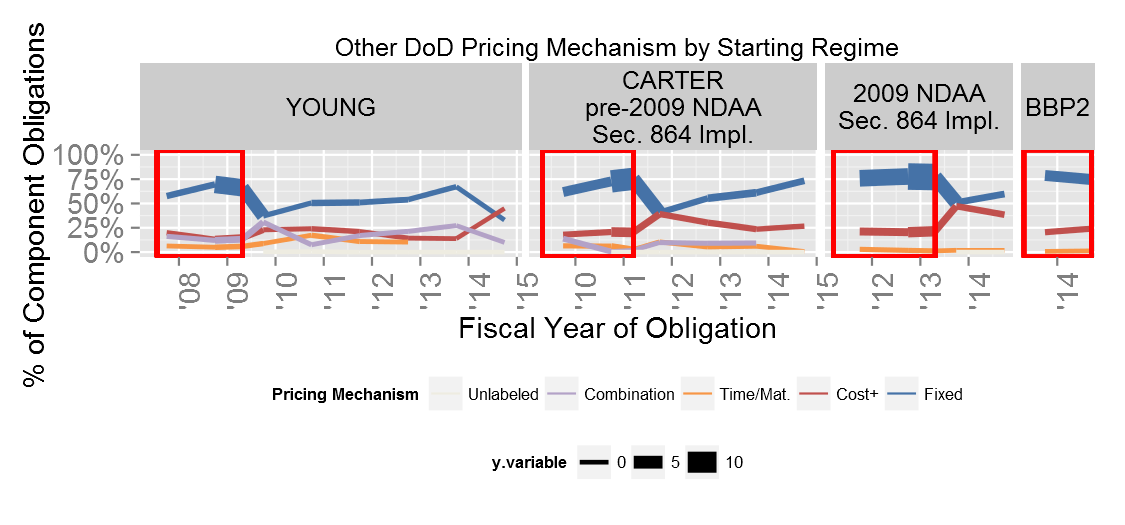 Other DoD Pricing Mechanism by Starting Regime
% of Component Obligations
YOUNG
CARTER
pre-2009 NDAA
Sec. 864 Impl.
2009 NDAA
Sec. 864 Impl.
BBP2
100%
75%
50%
25%
0%
'08 '09 '10 '11 '12 '13 '14 '15
'10 '11 '12 '13 '14 '15
'12 '13 '14
'14
Fiscal Year of Obligation
Pricing Mechanism Unlabeled Combination Time/Mat. Cost+ Fixed
y.variable 0 5 10